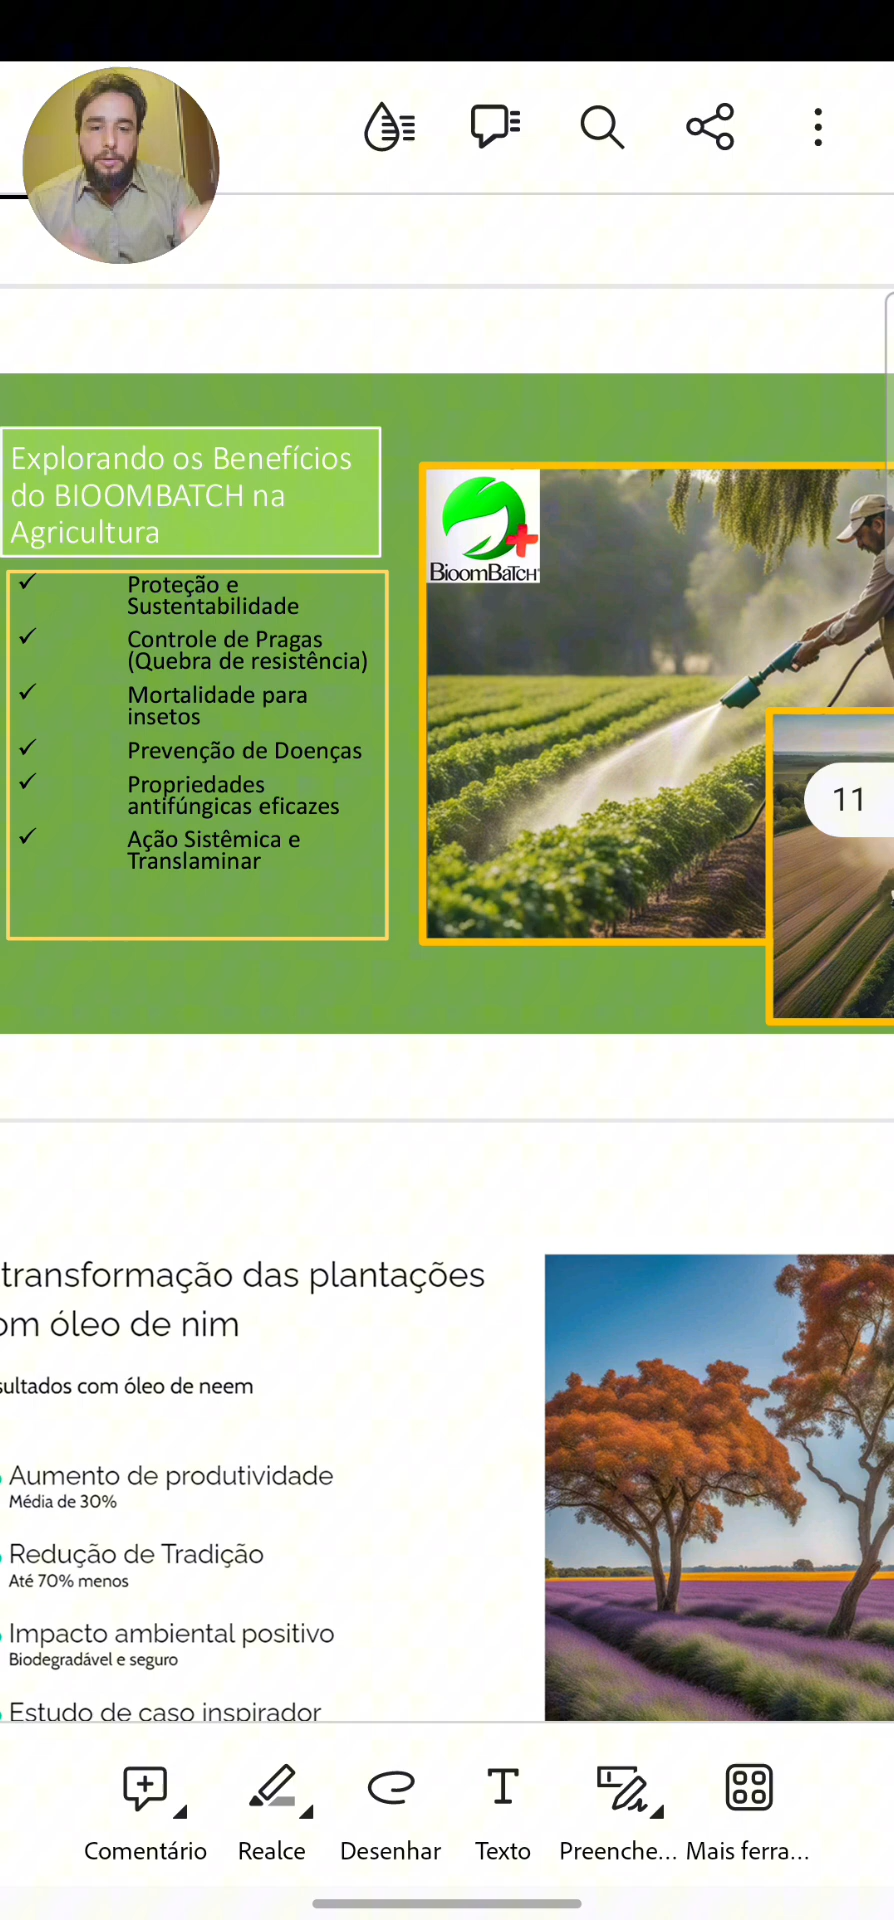 Explorando os Benefícios
do BIOOMBATCH na
Agricultura
BioomBaTcH
Proteção e
Sustentabilidade
Controle de Pragas
(Quebra de resistência)
Mortalidade para
insetos
Prevenção de Doenças
Propriedades
antifúngicas eficazes
Ação Sistêmica e
Translaminar
11
transformação das plantações
om óleo de nim
sultados com óleo de neem
Aumento de produtividade
Média de 30%
Redução de Tradição
Até 70% menos
Impacto ambiental positivo
Biodegradável e seguro
Estudo de caso inspirador
Comentário Realce Desenhar Texto Preenche... Mais ferra...